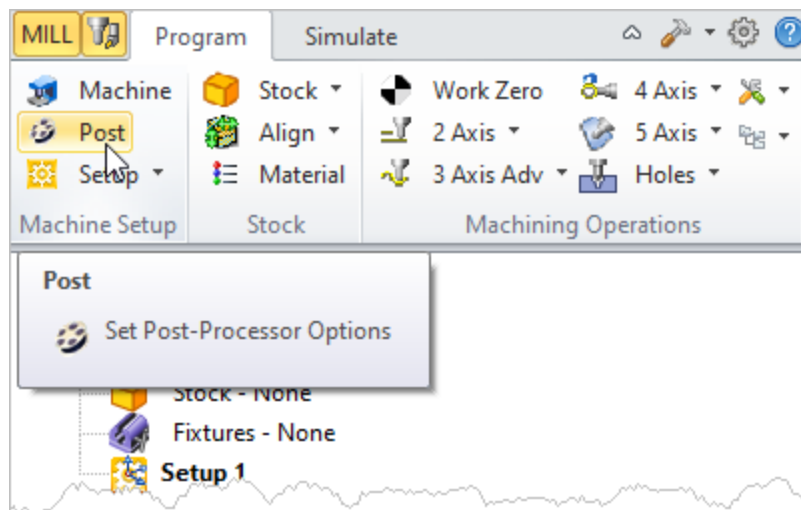 MILL Program Simulate
Machine Stock Work Zero 4 Axis
Post Align 2 Axis 5 Axis
Setup Material 3 Axis Adv Holes
Machine Setup Stock Machining Operations
Post
Set Post-Processor Options
Stock - None
Fixtures - None
Setup 1